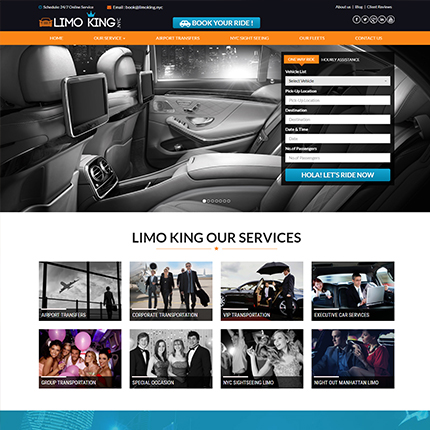 Schedule 24/7 Online Service
Email : book@limoking.nyc
About us | Blog | Client Reviews
LIMO KING NYC
BOOK YOUR RIDE !
HOME
OUR SERVICE
AIRPORT TRANSFERS
NYC SIGHTSEEING
OUR FLEETS
CONTACT US
ONE WAY RIDE
HOURLY ASSISTANCE
Vehicle List
Select Vehicle
Pick-Up Location
Pick-Up Location
Destination
Destination
Date & Time
Date & Time
No.of Passengers
No.of Passengers
HOLA! LET'S RIDE NOW
LIMO KING OUR SERVICES
AIRPORT TRANSFERS
CORPORATE TRANSPORTATION
VIP TRANSPORTATION
EXECUTIVE CAR SERVICES
GROUP TRANSPORTATION
SPECIAL OCCASION
NYC SIGHTSEEING LIMO
NIGHT OUT MANHATTAN LIMO